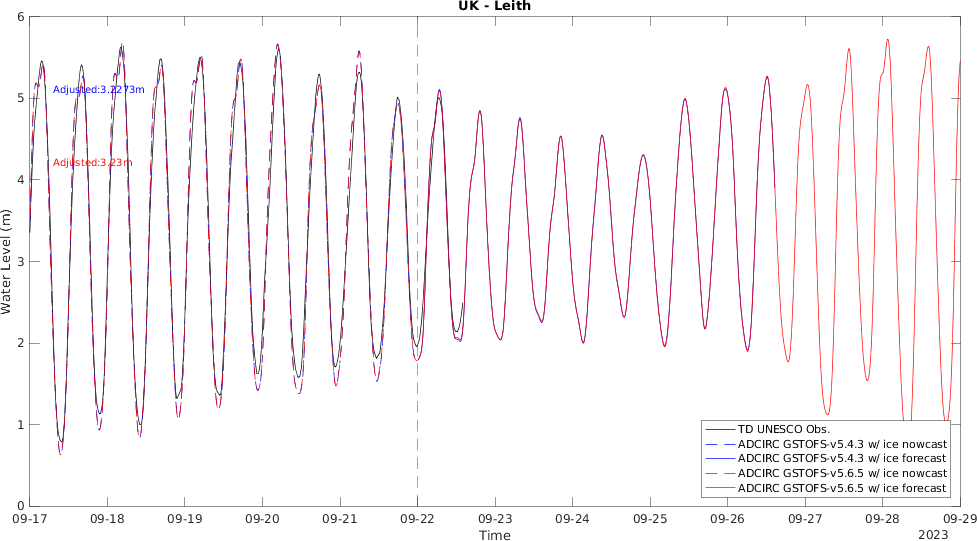 UK - Leith
6
5
4
3
2
1
0
Water Level (m)
Adjusted:3.2273m
Adjusted:3.23m
TD UNESCO Obs.
ADCIRC GSTOFS-v5.4.3 w/ ice nowcast
ADCIRC GSTOFS-v5.4.3 w/ ice forecast
ADCIRC GSTOFS-v5.6.5 w/ ice nowcast
ADCIRC GSTOFS-v5.6.5 w/ ice forecast
09-17 09-18 09-19 09-20 09-21 09-22 09-23 09-24 09-25 09-26 09-27 09-28 09-29
Time
2023